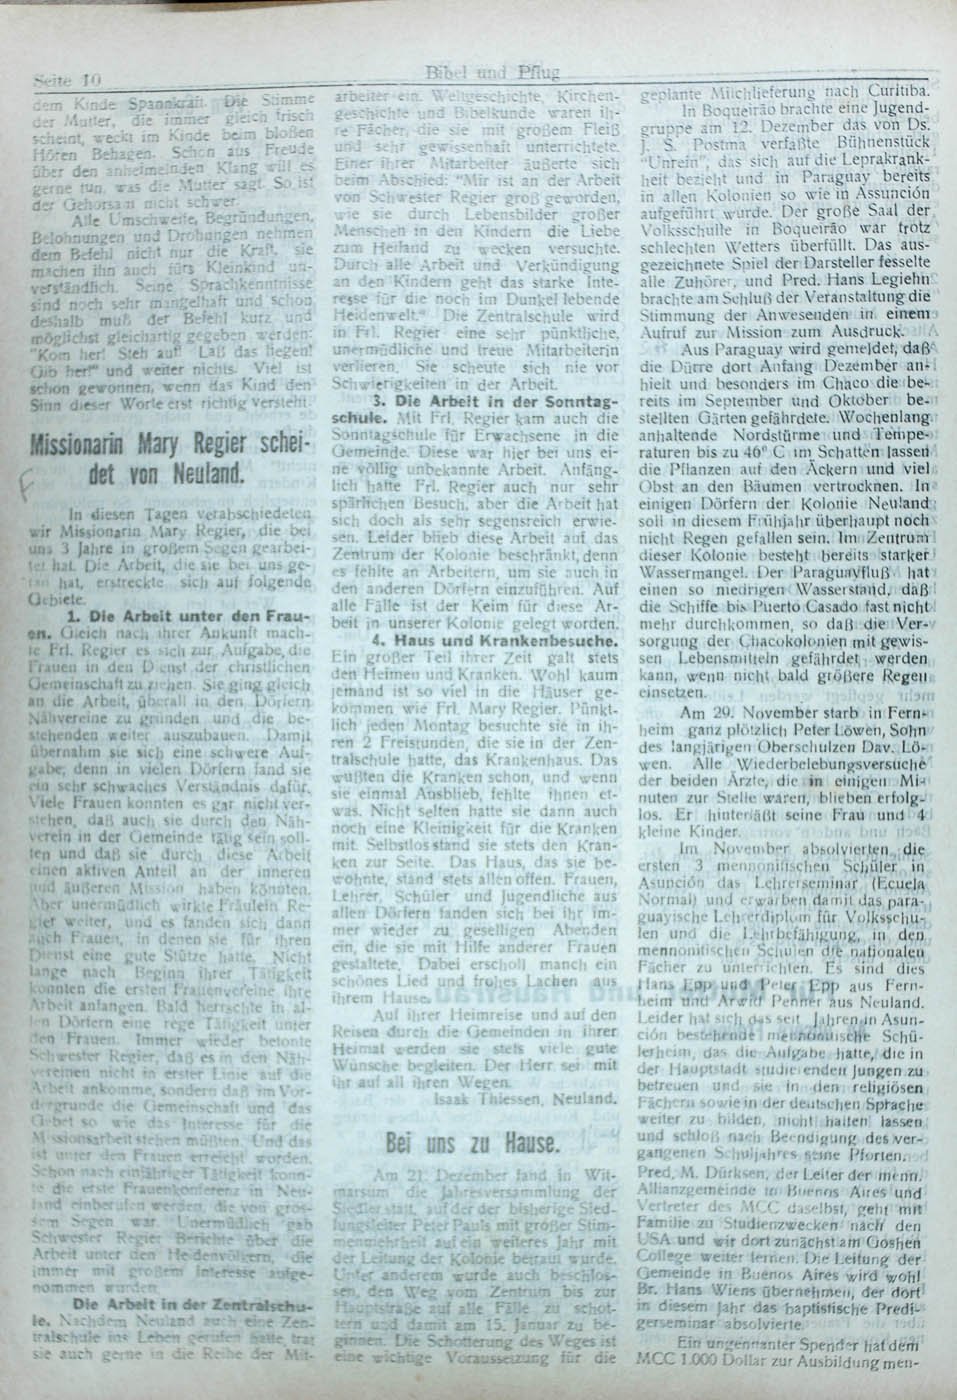 Seite 10
Bibel und Pflug
dem Kinde Spannkraft. Die Stimme
der Mutter, die immer gleich frisch
scheint, weckt im Kinde beim bloßen
Hören Behagen. Schon aus Freude
über den anheimelnden Klang will es
gerne tun, was die Mutter sagt. So ist
der Gehorsam nicht schwer.
Alle Umschweife, Begründungen,
Belohnungen und Drohungen nehmen
dem Befehl nicht nur die Kraft, sie
machen ihn auch fürs Kleinkind un-
verständlich. Seine Sprachkenntnisse
sind noch sehr mangelhaft und schon
deshalb muß der Befehl kurz und
möglichst gleichartig gegeben werden:
"Kom her! Steh auf! Laß das liegen!
Gib her!" und weiter nichts. Viel ist
schon gewonnen, wenn das Kind den
Sinn dieser Worte erst richtig versteht.
Missionarin Mary Regier schei-
det von Neuland.
In diesen Tagen verabschiedeten
wir Missionarin Mary Regier, die bei
uns 3 Jahre in großem Segen gearbei-
tet hat. Die Arbeit, die sie bei uns ge-
tan hat, erstreckte sich auf folgende
Gebiete.
1. Die Arbeit unter den Frau-
en. Gleich nach ihrer Ankunft mach-
te Frl. Regier es sich zur Aufgabe, die
Frauen in den Dienst der christlichen
Gemeinschaft zu ziehen. Sie ging gleich
an die Arbeit, überall in den Dörfern
Nähvereine zu gründen und die be-
stehenden weiter auszubauen. Damit
übernahm sie sich eine schwere Auf-
gabe, denn in vielen Dörfern fand sie
ein sehr schwaches Verständnis dafür.
Viele Frauen konnten es gar nicht ver-
stehen, daß auch sie durch den Näh-
verein in der Gemeinde tätig sein soll-
ten und daß sie durch diese Arbeit
einen aktiven Anteil an der inneren
und äußeren Mission haben könnten.
Aber unermüdlich wirkte Fräulein Re-
gier weiter, und es fanden sich dann
auch Frauen, in denen sie für ihren
Dienst eine gute Stütze hatte. Nicht
lange nach Beginn ihrer Tätigkeit
konnten die ersten Frauenvereine ihre
Arbeit anfangen. Bald herrschte in al-
len Dörfern eine rege Tätigkeit unter
den Frauen. Immer wieder betonte
Schwester Regier, daß es in den Näh-
vereinen nicht in erster Linie auf die
Arbeit ankomme, sondern daß im Vor-
dergrunde die Gemeinschaft und das
Gebet so wie das Interesse für die
Missionsarbeit stehen müßten. Und das
ist unter den Frauen erreicht worden.
Schon nach einjähriger Tätigkeit konn-
te die erste Frauenkonferenz in Neu-
land einberufen werden, die von gros-
sem Segen war. Unermüdlich gab
Schwester Regier Berichte über die
Arbeit unter den Heidenvölkern, die
immer mit großem Interesse aufge-
nommen wurden.
Die Arbeit in der Zentralschu-
le. Nachdem Neuland auch eine Zen-
tralschule ins Leben gerufen hatte, trat
sie auch gerne in die Reihe der Mit-
arbeiter ein. Weltgeschichte, Kirchen-
geschichte und Bibelkunde waren ih-
re Fächer, die sie mit großem Fleiß
und sehr gewissenhaft unterrichtete.
Einer ihrer Mitarbeiter äußerte sich
beim Abschied: "Mir ist an der Arbeit
von Schwester Regier groß geworden,
wie sie durch Lebensbilder großer
Menschen in den Kindern die Liebe
zum Heiland zu wecken versuchte.
Durch alle Arbeit und Verkündigung
an den Kindern geht das starke Inte-
resse für die noch im Dunkel lebende
Heidenwelt." Die Zentralschule wird
in Frl. Regier eine sehr pünktliche,
unermüdliche und treue Mitarbeiterin
verlieren. Sie scheute sich nie vor
Schwierigkeiten in der Arbeit.
3. Die Arbeit in der Sonntag-
schule. Mit Frl. Regier kam auch die
Sonntagschule für Erwachsene in die
Gemeinde. Diese war hier bei uns ei-
ne völlig unbekannte Arbeit. Anfäng-
lich hatte Frl. Regier auch nur sehr
spärlichen Besuch, aber die Arbeit hat
sich doch als sehr segensreich erwie-
sen. Leider blieb diese Arbeit auf das
Zentrum der Kolonie beschränkt, denn
es fehlte an Arbeitern, um sie auch in
den anderen Dörfern einzuführen. Auf
alle Fälle ist der Keim für diese Ar-
beit in unserer Kolonie gelegt worden.
4. Haus und Krankenbesuche.
Ein großer Teil ihrer Zeit galt stets
den Heimen und Kranken. Wohl kaum
jemand ist so viel in die Häuser ge-
kommen wie Frl. Mary Regier. Pünkt-
lich jeden Montag besuchte sie in ih-
ren 2 Freistunden, die sie in der Zen-
tralschule hatte, das Krankenhaus. Das
wußten die Kranken schon, und wenn
sie einmal Ausblieb, fehlte ihnen et-
was. Nicht selten hatte sie dann auch
noch eine Kleinigkeit für die Kranken
mit. Selbstlos stand sie stets den Kran-
ken zur Seite. Das Haus, das sie be-
wohnte, stand stets allen offen. Frauen,
Lehrer, Schüler und Jugendliche aus
allen Dörfern fanden sich bei ihr im-
mer wieder zu geselligen Abenden
ein, die sie mit Hilfe anderer Frauen
gestaltete. Dabei erscholl manch ein
schönes Lied und frohes Lachen aus
ihrem Hause.
Auf ihrer Heimreise und auf den
Reisen durch die Gemeinden in ihrer
Heimat werden sie stets viele gute
Wünsche begleiten. Der Herr sei mit
ihr auf all ihren Wegen.
Isaak Thiessen, Neuland.
Bei uns zu Hause.
Am 21. Dezember fand in Wit-
marsum die Jahresversammlung der
Siedler statt, auf der der bisherige Sied-
lungsleiter Peter Pauls mit großer Stim-
menmehrheit auf ein weiteres Jahr mit
der Leitung der Kolonie betraut wurde.
Unter anderem wurde auch beschlos-
sen, den Weg vom Zentrum bis zur
Hauptstraße auf alle Fälle zu schot-
tern und damit am 15. Januar zu be-
ginnen. Die Schotterung des Weges ist
eine wichtige Voraussetzung für die
geplante Milchlieferung nach Curitiba.
In Boqueirão brachte eine Jugend-
gruppe am 12. Dezember das von Ds.
J. S. Postma verfaßte Bühnenstück
"Unrein", das sich auf die Leprakrank-
heit bezieht und in Paraguay bereits
in allen Kolonien so wie in Assunción
aufgeführt wurde. Der große Saal der
Volksschulle in Boqueirão war trotz
schlechten Wetters überfüllt. Das aus-
gezeichnete Spiel der Darsteller fesselte
alle Zuhörer, und Pred. Hans Legiehn
brachte am Schluß der Veranstaltung die
Stimmung der Anwesenden in einem
Aufruf zur Mission zum Ausdruck.
Aus Paraguay wird gemeldet, daß
die Dürre dort Anfang Dezember an-
hielt und besonders im Chaco die be-
reits im September und Oktober be-
stellten Gärten gefährdete. Wochenlang
anhaltende Nordstürme und Tempe-
raturen bis zu 46° C im Schatten lassen
die Pflanzen auf den Äckern und viel
Obst an den Bäumen vertrocknen. In
einigen Dörfern der Kolonie Neuland
soll in diesem Frühjahr überhaupt noch
nicht Regen gefallen sein. Im Zentrum
dieser Kolonie besteht bereits starker
Wassermangel. Der Paraguayfluß hat
einen so niedrigen Wasserstand, daß
die Schiffe bis Puerto Casado fast nicht
mehr durchkommen, so daß die Ver-
sorgung der Chacokolonien mit gewis-
sen Lebensmitteln gefährdet werden
kann, wenn nicht bald größere Regen
einsetzen.
Am 29. November starb in Fern-
heim ganz plötzlich Peter Löwen, Sohn
des langjärigen Oberschulzen Dav. Lö-
wen. Alle Wiederbelebungsversuche
der beiden Ärzte, die in einigen Mi-
nuten zur Stelle waren, blieben erfolg-
los. Er hinterläßt seine Frau und 4
kleine Kinder.
Im November absolvierten die
ersten 3 mennonitischen Schüler in
Asunción das Lehrerseminar (Ecuela
Normal) und erwarben damit das para-
guayische Lehrerdiplom für Volksschu-
len und die Lehrbefähigung, in den
mennonitischen Schulen die nationalen
Fächer zu unterrichten. Es sind dies
Hans Epp und Peter Epp aus Fern-
heim und Arwid Penner aus Neuland.
Leider hat sich das seit Jahren in Asun-
ción bestehende mennonitische Schü-
lerheim, das die Aufgabe hatte, die in
der Hauptstadt studierenden Jungen zu
betreuen und sie in den religiösen
Fächern sowie in der deutschen Sprache
weiter zu bilden, nicht halten lassen
und schloß nach Beendigung des ver-
gangenen Schuljahres seine Pforten.
Pred. M. Dürksen, der Leiter der menn.
Allianzgemeinde in Buenos Aires und
Vertreter des MCC daselbst, geht mit
Familie zu Studienzwecken nach den
USA und wir dort zunächst am Goshen
College weiter lernen. Die Leitung der
Gemeinde in Buenos Aires wird wohl
Br. Hans Wiens übernehmen, der dort
in diesem Jahr das baptistische Predi-
gerseminar absolvierte.
Ein ungenannter Spender hat dem
MCC 1.000 Dollar zur Ausbildung men-